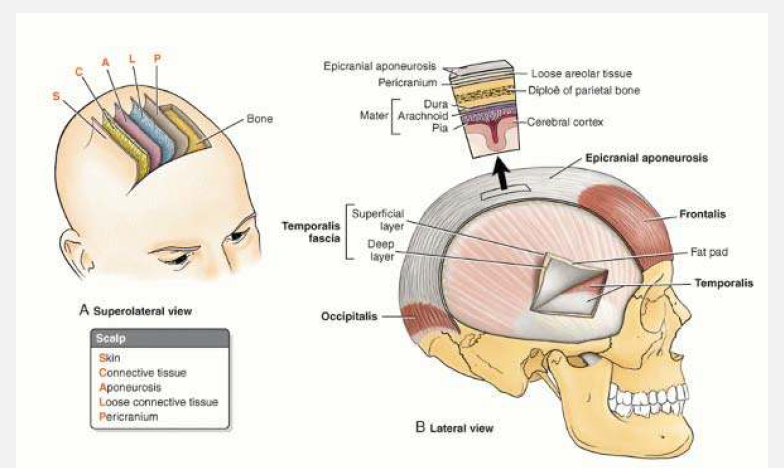 S
C
A
L
P
Bone
A Superolateral view
Scalp
Skin
Connective tissue
Aponeurosis
Loose connective tissue
Pericranium
Epicranial aponeurosis
Pericranium
Mater
Dura
Arachnoid
Pia
Loose areolar tissue
Diploë of parietal bone
Cerebral cortex
Epicranial aponeurosis
Frontalis
Fat pad
Temporalis
Temporalis
fascia
Superficial
layer
Deep
layer
Occipitalis
B Lateral view